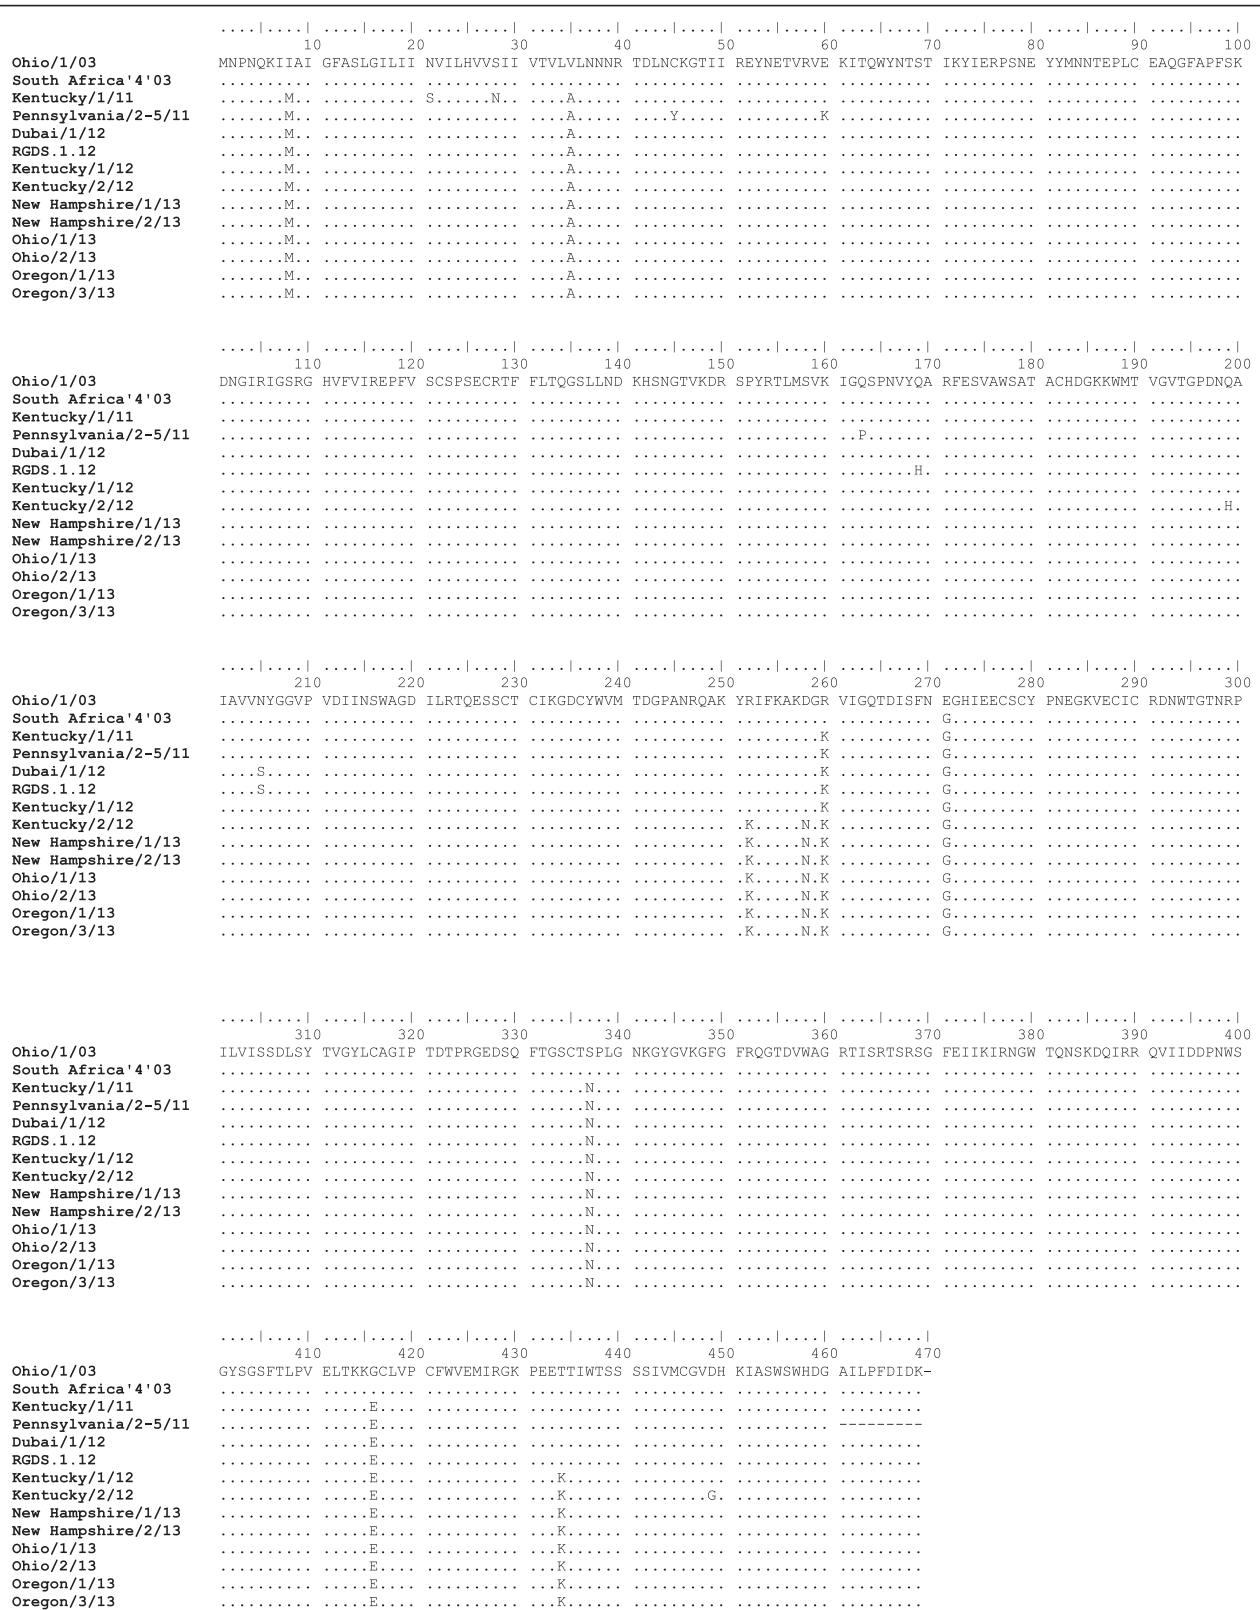 ....|....| ....|....| ....|....| ....|....| ....|....| ....|....| ....|....| ....|....| ....|....| ....|....|
10 20 30 40 50 60 70 80 90 100
Ohio/1/03 MNPNQKIIAI GFASLGILII NVILHVVSII VTVLVLNNNR TDLNCKGTII REYNETVRVE KITQWYNTST IKYIERPSNE YYMNNTEPLC EAQGFAPFSK
South Africa'4'03 .......... .......... .......... .......... .......... .......... .......... .......... .......... ..........
Kentucky/1/11 .......M.. .......... S......N.. ....A..... .......... .......... .......... .......... .......... ..........
Pennsylvania/2-5/11 .......M.. .......... .......... ....A..... ....Y..... .........K .......... .......... .......... ..........
Dubai/1/12 .......M.. .......... .......... ....A..... .......... .......... .......... .......... .......... ..........
RGDS.1.12 .......M.. .......... .......... ....A..... .......... .......... .......... .......... .......... ..........
Kentucky/1/12 .......M.. .......... .......... ....A..... .......... .......... .......... .......... .......... ..........
Kentucky/2/12 .......M.. .......... .......... ....A..... .......... .......... .......... .......... .......... ..........
New Hampshire/1/13 .......M.. .......... .......... ....A..... .......... .......... .......... .......... .......... ..........
New Hampshire/2/13 .......M.. .......... .......... ....A..... .......... .......... .......... .......... .......... ..........
Ohio/1/13 .......M.. .......... .......... ....A..... .......... .......... .......... .......... .......... ..........
Ohio/2/13 .......M.. .......... .......... ....A..... .......... .......... .......... .......... .......... ..........
Oregon/1/13 .......M.. .......... .......... ....A..... .......... .......... .......... .......... .......... ..........
Oregon/3/13 .......M.. .......... .......... ....A..... .......... .......... .......... .......... .......... ..........
....|....| ....|....| ....|....| ....|....| ....|....| ....|....| ....|....| ....|....| ....|....| ....|....|
110 120 130 140 150 160 170 180 190 200
Ohio/1/03 DNGIRIGSRG HVFVIREPFV SCSPSECRTF FLTQGSLLND KHSNGTVKDR SPYRTLMSVK IGQSPNVYQA RFESVAWSAT ACHDGKKWMT VGVTGPDNQA
South Africa'4'03 .......... .......... .......... .......... .......... .......... .......... .......... .......... ..........
Kentucky/1/11 .......... .......... .......... .......... .......... .......... .......... .......... .......... ..........
Pennsylvania/2-5/11 .......... .......... .......... .......... .......... .......... ..P....... .......... .......... ..........
Dubai/1/12 .......... .......... .......... .......... .......... .......... .......... .......... .......... ..........
RGDS.1.12 .......... .......... .......... .......... .......... .......... ........H. .......... .......... ..........
Kentucky/1/12 .......... .......... .......... .......... .......... .......... .......... .......... .......... ..........
Kentucky/2/12 .......... .......... .......... .......... .......... .......... .......... .......... .......... ........H.
New Hampshire/1/13 .......... .......... .......... .......... .......... .......... .......... .......... .......... ..........
New Hampshire/2/13 .......... .......... .......... .......... .......... .......... .......... .......... .......... ..........
Ohio/1/13 .......... .......... .......... .......... .......... .......... .......... .......... .......... ..........
Ohio/2/13 .......... .......... .......... .......... .......... .......... .......... .......... .......... ..........
Oregon/1/13 .......... .......... .......... .......... .......... .......... .......... .......... .......... ..........
Oregon/3/13 .......... .......... .......... .......... .......... .......... .......... .......... .......... ..........
....|....| ....|....| ....|....| ....|....| ....|....| ....|....| ....|....| ....|....| ....|....| ....|....|
210 220 230 240 250 260 270 280 290 300
Ohio/1/03 IAVVNYGGVP VDIINSWAGD ILRTQESSCT CIKGDCYWVM TDGPANRQAK YRIFKAKDGR VIGQTDISFN EGHIEECSCY PNEGKVECIC RDNWTGTNRP
South Africa'4'03 .......... .......... .......... .......... .......... .......... .......... G......... .......... ..........
Kentucky/1/11 .......... .......... .......... .......... .......... .........K .......... G......... .......... ..........
Pennsylvania/2-5/11 .......... .......... .......... .......... .......... .........K .......... G......... .......... ..........
Dubai/1/12 ....S..... .......... .......... .......... .......... .........K .......... G......... .......... ..........
RGDS.1.12 ....S..... .......... .......... .......... .......... .........K .......... G......... .......... ..........
Kentucky/1/12 .......... .......... .......... .......... .......... .........K .......... G......... .......... ..........
Kentucky/2/12 .......... .......... .......... .......... .......... .K.....N.K .......... G......... .......... ..........
New Hampshire/1/13 .......... .......... .......... .......... .......... .K.....N.K .......... G......... .......... ..........
New Hampshire/2/13 .......... .......... .......... .......... .......... .K.....N.K .......... G......... .......... ..........
Ohio/1/13 .......... .......... .......... .......... .......... .K.....N.K .......... G......... .......... ..........
Ohio/2/13 .......... .......... .......... .......... .......... .K.....N.K .......... G......... .......... ..........
Oregon/1/13 .......... .......... .......... .......... .......... .K.....N.K .......... G......... .......... ..........
Oregon/3/13 .......... .......... .......... .......... .......... .K.....N.K .......... G......... .......... ..........
....|....| ....|....| ....|....| ....|....| ....|....| ....|....| ....|....| ....|....| ....|....| ....|....|
310 320 330 340 350 360 370 380 390 400
Ohio/1/03 ILVISSDLSY TVGYLCAGIP TDTPRGEDSQ FTGSCTSPLG NKGYGVKGFG FRQGTDVWAG RTISRTSRSG FEIIKIRNGW TQNSKDQIRR QVIIDDPNWS
South Africa'4'03 .......... .......... .......... .......... .......... .......... .......... .......... .......... ..........
Kentucky/1/11 .......... .......... .......... ......N... .......... .......... .......... .......... .......... ..........
Pennsylvania/2-5/11 .......... .......... .......... ......N... .......... .......... .......... .......... .......... ..........
Dubai/1/12 .......... .......... .......... ......N... .......... .......... .......... .......... .......... ..........
RGDS.1.12 .......... .......... .......... ......N... .......... .......... .......... .......... .......... ..........
Kentucky/1/12 .......... .......... .......... ......N... .......... .......... .......... .......... .......... ..........
Kentucky/2/12 .......... .......... .......... ......N... .......... .......... .......... .......... .......... ..........
New Hampshire/1/13 .......... .......... .......... ......N... .......... .......... .......... .......... .......... ..........
New Hampshire/2/13 .......... .......... .......... ......N... .......... .......... .......... .......... .......... ..........
Ohio/1/13 .......... .......... .......... ......N... .......... .......... .......... .......... .......... ..........
Ohio/2/13 .......... .......... .......... ......N... .......... .......... .......... .......... .......... ..........
Oregon/1/13 .......... .......... .......... ......N... .......... .......... .......... .......... .......... ..........
Oregon/3/13 .......... .......... .......... ......N... .......... .......... .......... .......... .......... ..........
....|....| ....|....| ....|....| ....|....| ....|....| ....|....| ....|....|
410 420 430 440 450 460 470
Ohio/1/03 GYSGSFTLPV ELTKKGCLVP CFWVEMIRGK PEETTIWTSS SSIVMCGVDH KIASWSWHDG AILPFDIDK-
South Africa'4'03 .......... .......... .......... .......... .......... .......... .........
Kentucky/1/11 .......... .....E.... .......... .......... .......... .......... .........
Pennsylvania/2-5/11 .......... .....E.... .......... .......... .......... .......... ---------
Dubai/1/12 .......... .....E.... .......... .......... .......... .......... .........
RGDS.1.12 .......... .....E.... .......... .......... .......... .......... .........
Kentucky/1/12 .......... .....E.... .......... ...K...... .......... .......... .........
Kentucky/2/12 .......... .....E.... .......... ...K...... ........G. .......... .........
New Hampshire/1/13 .......... .....E.... .......... ...K...... .......... .......... .........
New Hampshire/2/13 .......... .....E.... .......... ...K...... .......... .......... .........
Ohio/1/13 .......... .....E.... .......... ...K...... .......... .......... .........
Ohio/2/13 .......... .....E.... .......... ...K...... .......... .......... .........
Oregon/1/13 .......... .....E.... .......... ...K...... .......... .......... .........
Oregon/3/13 .......... .....E.... .......... ...K...... .......... .......... .........